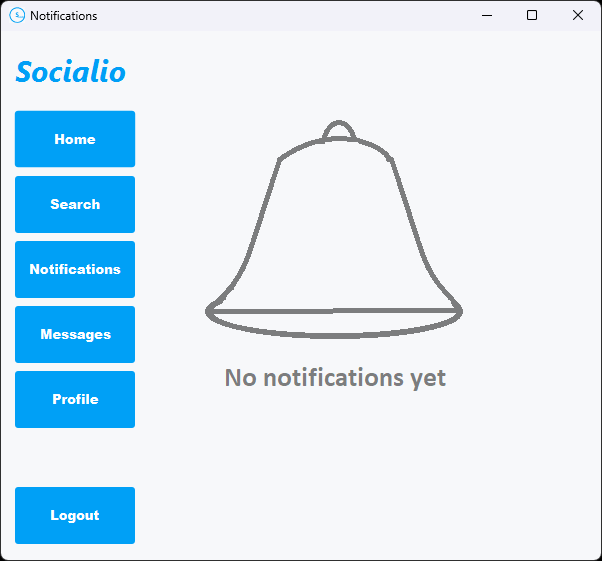 Notifications
Socialio
Home
Search
Notifications
Messages
Profile
Logout
No notifications yet